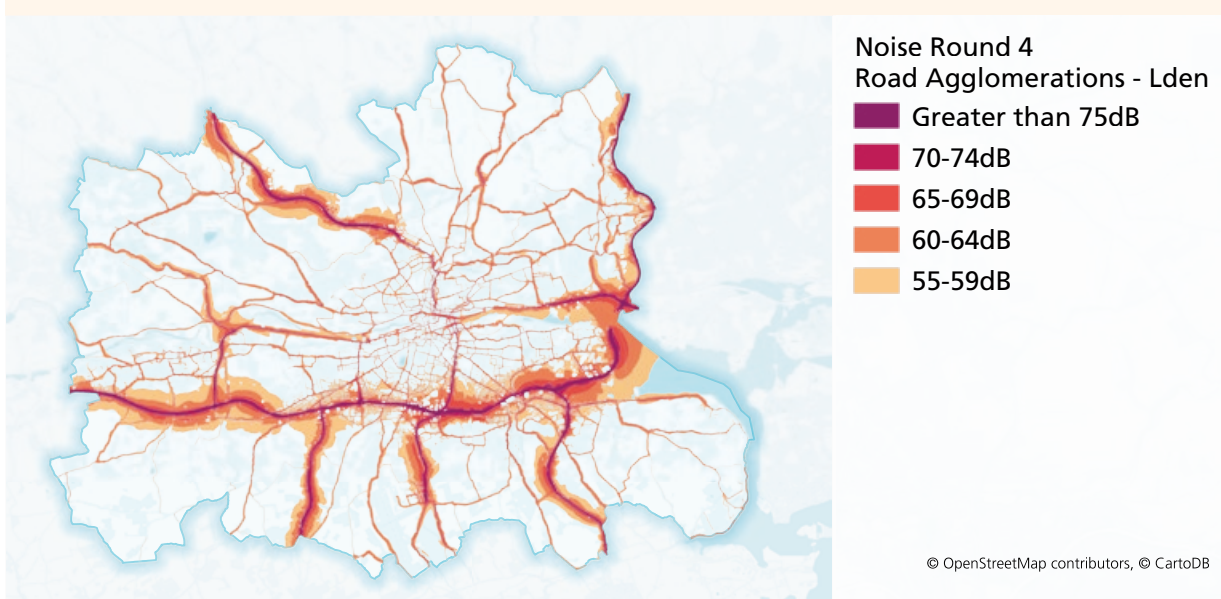 Noise Round 4
Road Agglomerations - Lden
Greater than 75dB
70-74dB
65-69dB
60-64dB
55-59dB
© OpenStreetMap contributors, © CartoDB